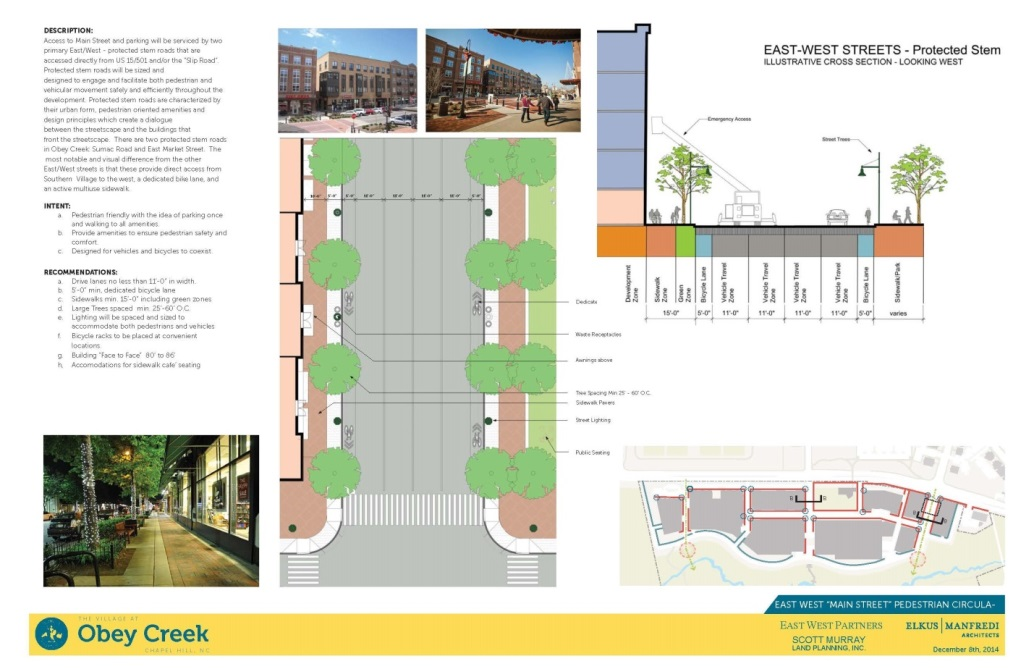 DESCRIPTION:
Access to Main Street and parking will be serviced by two
primary East/West - protected stem roads that are
accessed directly from US 15/501 and/or the "Slip Road".
Protected stem roads will be sized and
designed to engage and facilitate both pedestrian and
vehicular movement safely and efficiently throughout the
development. Protected stem roads are characterized by
their urban form, pedestrian oriented amenities and
design principles which create a dialogue
between the streetscape and the buildings that
front the streetscape. There are two protected stem roads
in Obey Creek: Sumac Road and East Market Street. The
most notable and visual difference from the other
East/West streets is that these provide direct access from
Southern Village to the west, a dedicated bike lane, and
an active multiuse sidewalk.
INTENT:
a. Pedestrian friendly with the idea of parking once
and walking to all amenities.
b. Provide amenities to ensure pedestrian safety and
comfort.
c. Designed for vehicles and bicycles to coexist.
RECOMMENDATIONS:
a. Drive lanes no less than 11'-0" in width.
b. 5'-0" min. dedicated bicycle lane
c. Sidewalks min. 15'-0" including green zones
d. Large Trees spaced min. 25'-60' O.C.
e. Lighting will be spaced and sized to
accommodate both pedestrians and vehicles
f. Bicycle racks to be placed at convenient
locations.
g. Building "Face to Face" 80' to 86'
h. Accomodations for sidewalk cafe' seating
Dedicate
Waste Receptacles
Awnings above
Tree Spacing Min 25' - 60' O.C.
Sidewalk Pavers
Street Lighting
Public Seating
EAST-WEST STREETS - Protected Stem
ILLUSTRATIVE CROSS SECTION - LOOKING WEST
Emergency Access
Street Trees
Development Zone
Sidewalk Zone
Green Zone
Bicycle Lane
Vehicle Travel Zone
Vehicle Travel Zone
Vehicle Travel Zone
Vehicle Travel Zone
Bicycle Lane
Sidewalk/Park
15'-0" 5'-0" 11'-0" 11'-0" 11'-0" 11'-0" 5'-0" varies
B B
EAST WEST "MAIN STREET" PEDESTRIAN CIRCULA-
THE VILLAGE AT
Obey Creek
CHAPEL HILL, NC
EAST WEST PARTNERS
SCOTT MURRAY
LAND PLANNING, INC.
ELKUS | MANFREDI
ARCHITECTS
December 8th, 2014